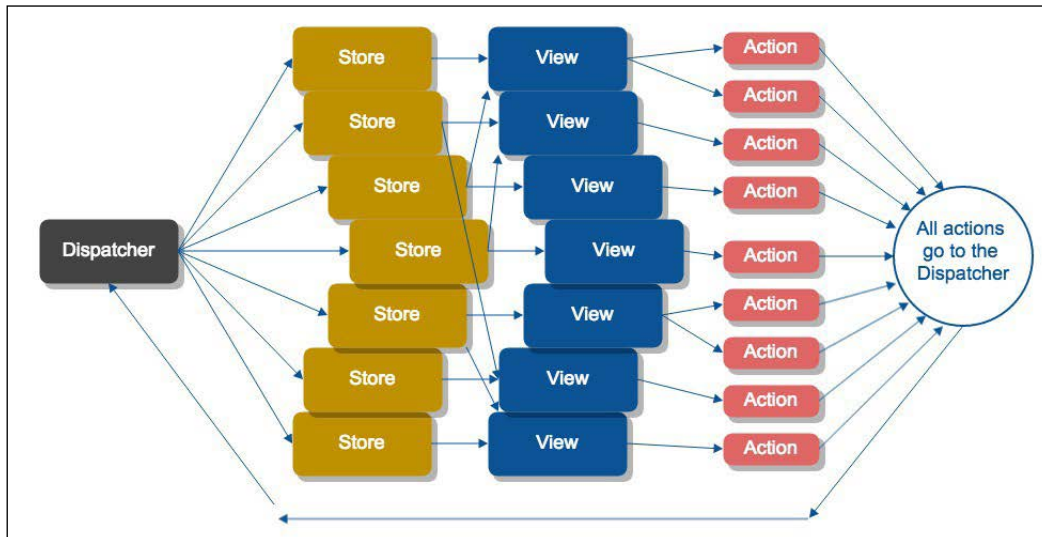 Dispatcher
Store
Store
Store
Store
Store
Store
Store
View
View
View
View
View
View
View
Action
Action
Action
Action
Action
Action
Action
Action
Action
All actions
go to the
Dispatcher